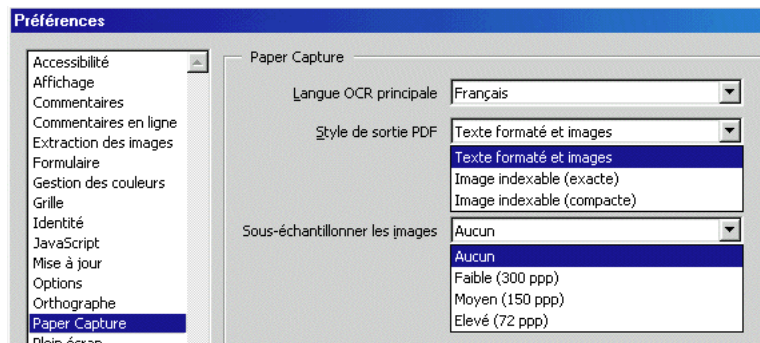 Préférences
Accessibilité
Affichage
Commentaires
Commentaires en ligne
Extraction des images
Formulaire
Gestion des couleurs
Grille
Identité
JavaScript
Mise à jour
Options
Orthographe
Paper Capture
Plein écran
Paper Capture
Langue OCR principale Français
Style de sortie PDF Texte formaté et images
Texte formaté et images
Image indexable (exacte)
Image indexable (compacte)
Sous-échantillonner les images Aucun
Aucun
Faible (300 ppp)
Moyen (150 ppp)
Elevé (72 ppp)